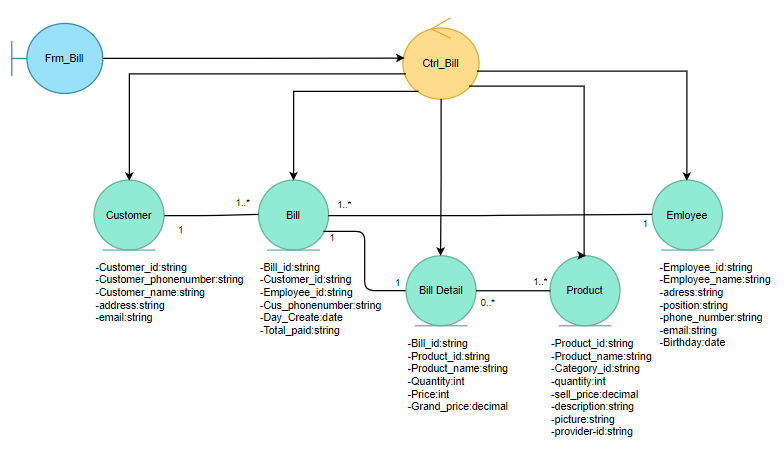 Frm_Bill
Ctrl_Bill
Customer
1
1..*
Bill
1..*
1
Emloyee
1
1
Bill Detail
0..*
1..*
Product
-Customer_id:string
-Customer_phonenumber:string
-Customer_name:string
-address:string
-email:string
-Bill_id:string
-Customer_id:string
-Employee_id:string
-Cus_phonenumber:string
-Day_Create:date
-Total_paid:string
-Bill_id:string
-Product_id:string
-Product_name:string
-Quantity:int
-Price:int
-Grand_price:decimal
-Product_id:string
-Product_name:string
-Category_id:string
-quantity:int
-sell_price:decimal
-description:string
-picture:string
-provider-id:string
-Employee_id:string
-Employee_name:string
-adress:string
-position:string
-phone_number:string
-email:string
-Birthday:date